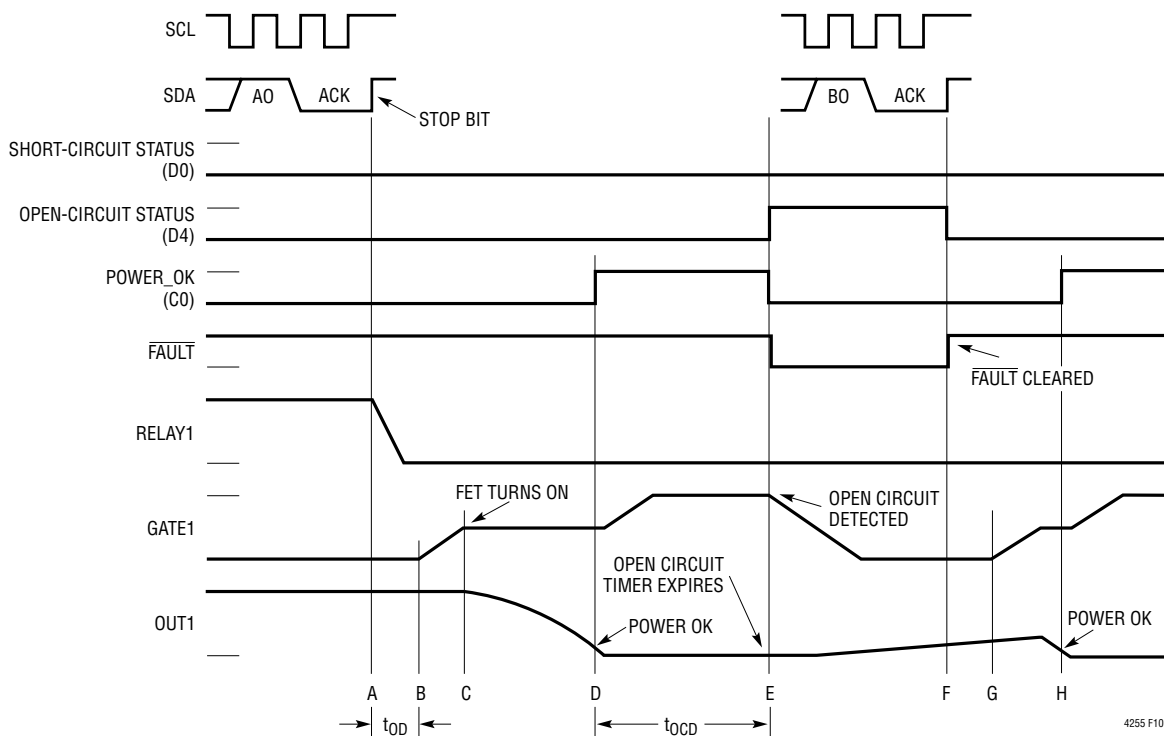 SCL
SDA
AO
ACK
STOP BIT
BO
ACK
SHORT-CIRCUIT STATUS
(D0)
OPEN-CIRCUIT STATUS
(D4)
POWER_OK
(C0)
FAULT
FAULT CLEARED
RELAY1
FET TURNS ON
OPEN CIRCUIT
DETECTED
GATE1
OPEN CIRCUIT
TIMER EXPIRES
OUT1
POWER OK
POWER OK
A
B
C
D
E
F
G
H
tOD
tOCD
4255 F10